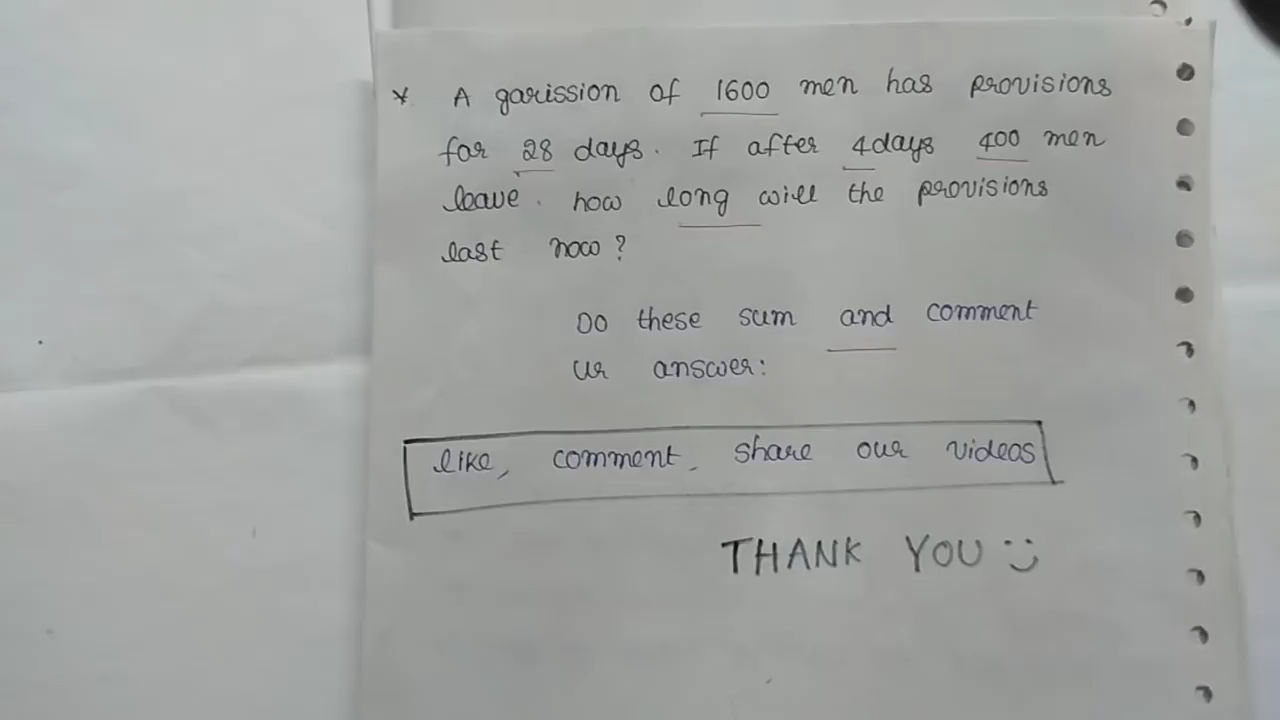 * A garission of 1600 men has provisions
for 28 days. If after 4days 400 men
leave. how long will the provisions
last now?
Do these sum and comment
ur answer:
like, comment, share our videos
THANK YOU :)